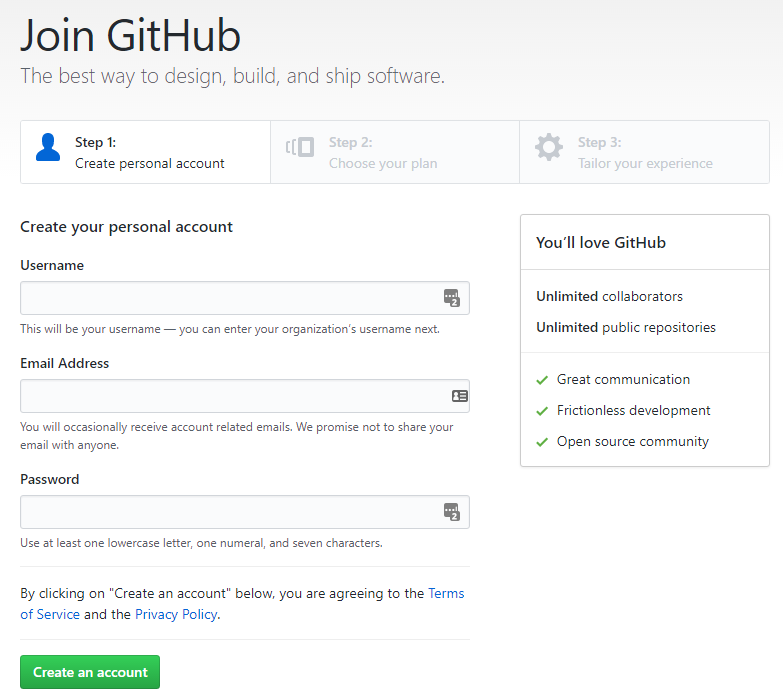 Join GitHub
The best way to design, build, and ship software.
Step 1:
Create personal account
Step 2:
Choose your plan
Step 3:
Tailor your experience
Create your personal account
Username
2
This will be your username — you can enter your organization’s username next.
Email Address
You will occasionally receive account related emails. We promise not to share your
email with anyone.
Password
2
Use at least one lowercase letter, one numeral, and seven characters.
By clicking on "Create an account" below, you are agreeing to the Terms
of Service and the Privacy Policy.
Create an account
You’ll love GitHub
Unlimited collaborators
Unlimited public repositories
Great communication
Frictionless development
Open source community